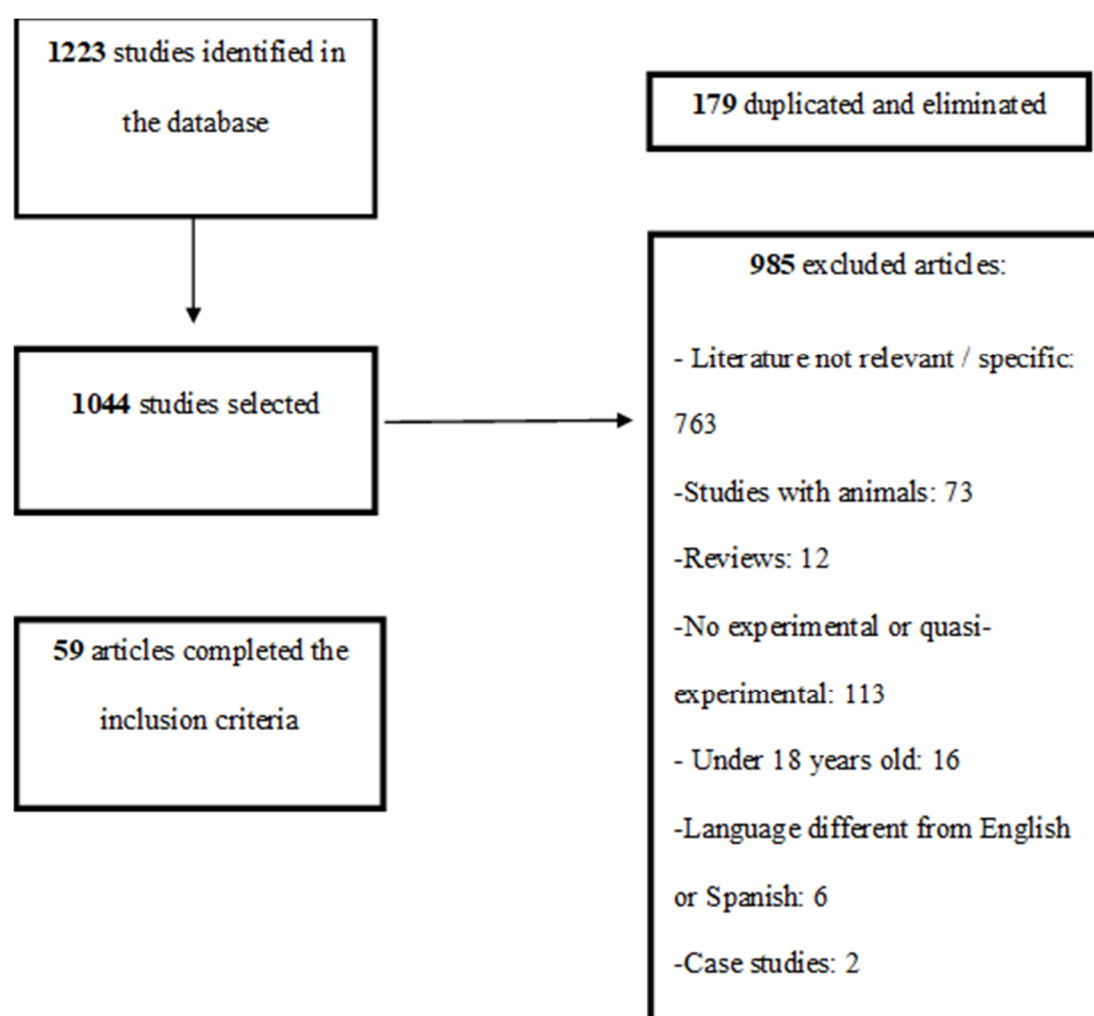 1223 studies identified in
the database
179 duplicated and eliminated
1044 studies selected
985 excluded articles:
- Literature not relevant / specific:
763
-Studies with animals: 73
-Reviews: 12
-No experimental or quasi-
experimental: 113
- Under 18 years old: 16
-Language different from English
or Spanish: 6
-Case studies: 2
59 articles completed the
inclusion criteria